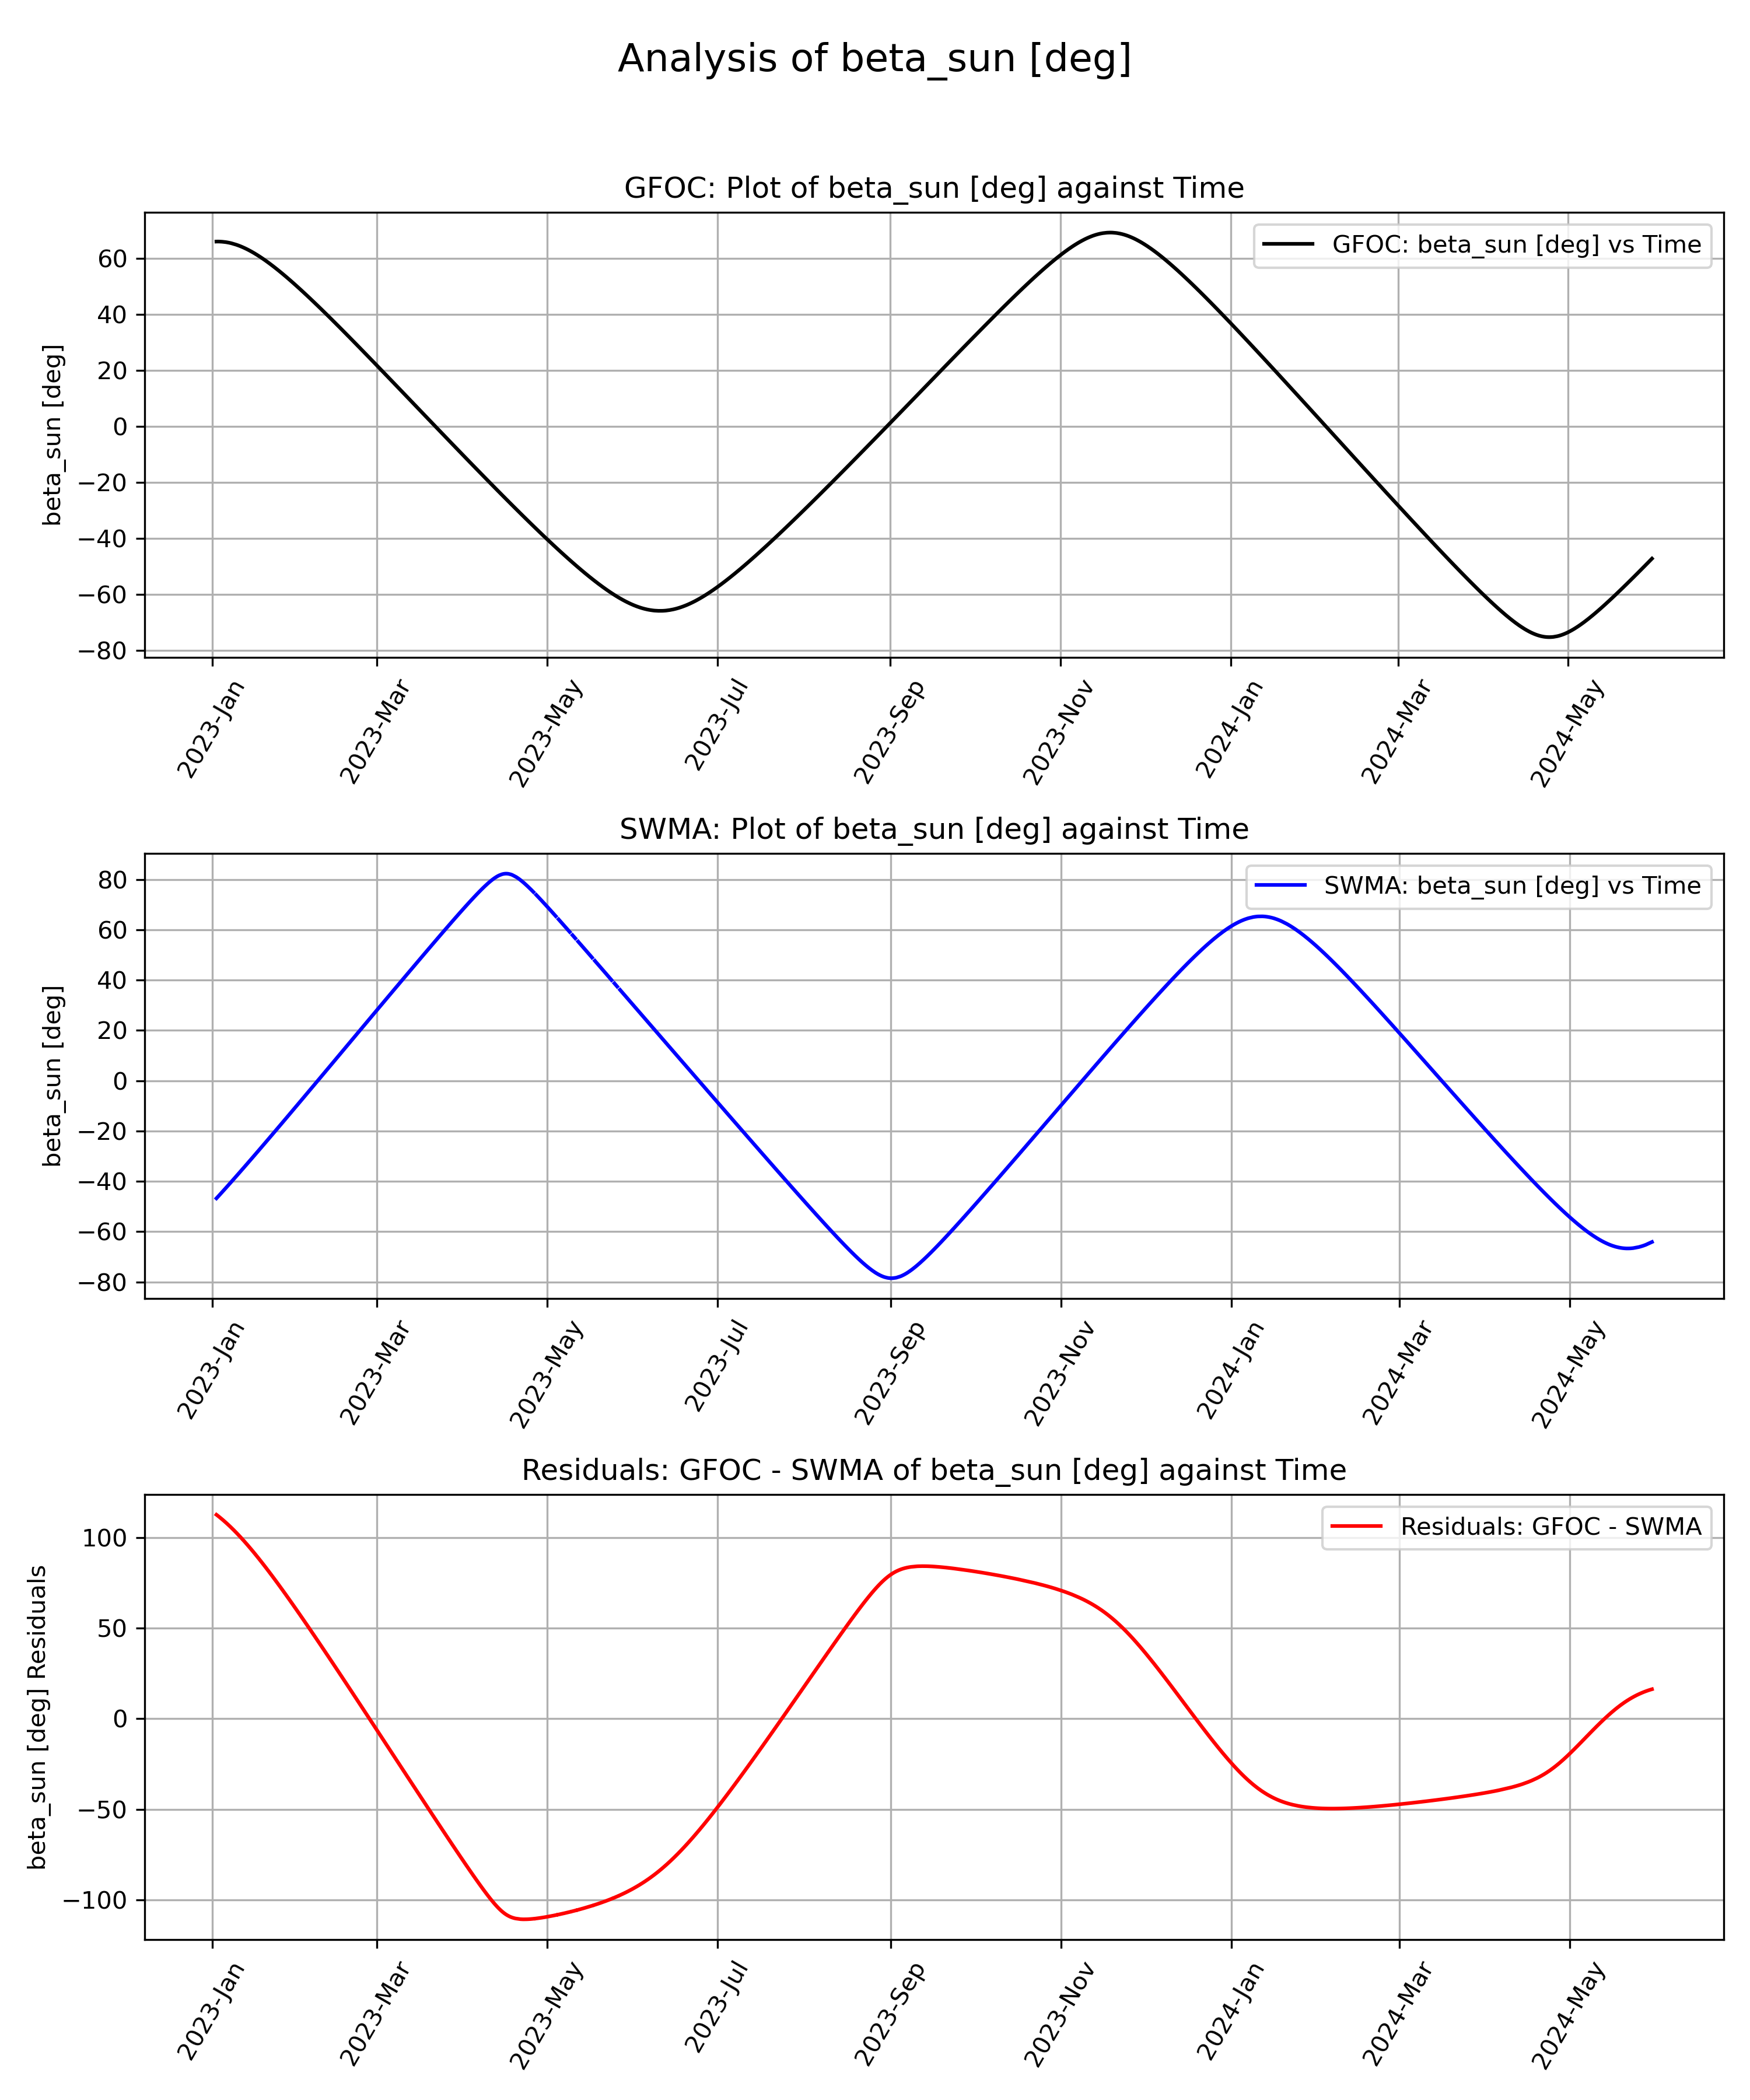 Analysis of beta_sun [deg]
GFOC: Plot of beta_sun [deg] against Time
GFOC: beta_sun [deg] vs Time
beta_sun [deg]
60
40
20
0
−20
−40
−60
−80
2023-Jan
2023-Mar
2023-May
2023-Jul
2023-Sep
2023-Nov
2024-Jan
2024-Mar
2024-May
SWMA: Plot of beta_sun [deg] against Time
SWMA: beta_sun [deg] vs Time
beta_sun [deg]
80
60
40
20
0
−20
−40
−60
−80
2023-Jan
2023-Mar
2023-May
2023-Jul
2023-Sep
2023-Nov
2024-Jan
2024-Mar
2024-May
Residuals: GFOC - SWMA of beta_sun [deg] against Time
Residuals: GFOC - SWMA
beta_sun [deg] Residuals
100
50
0
−50
−100
2023-Jan
2023-Mar
2023-May
2023-Jul
2023-Sep
2023-Nov
2024-Jan
2024-Mar
2024-May